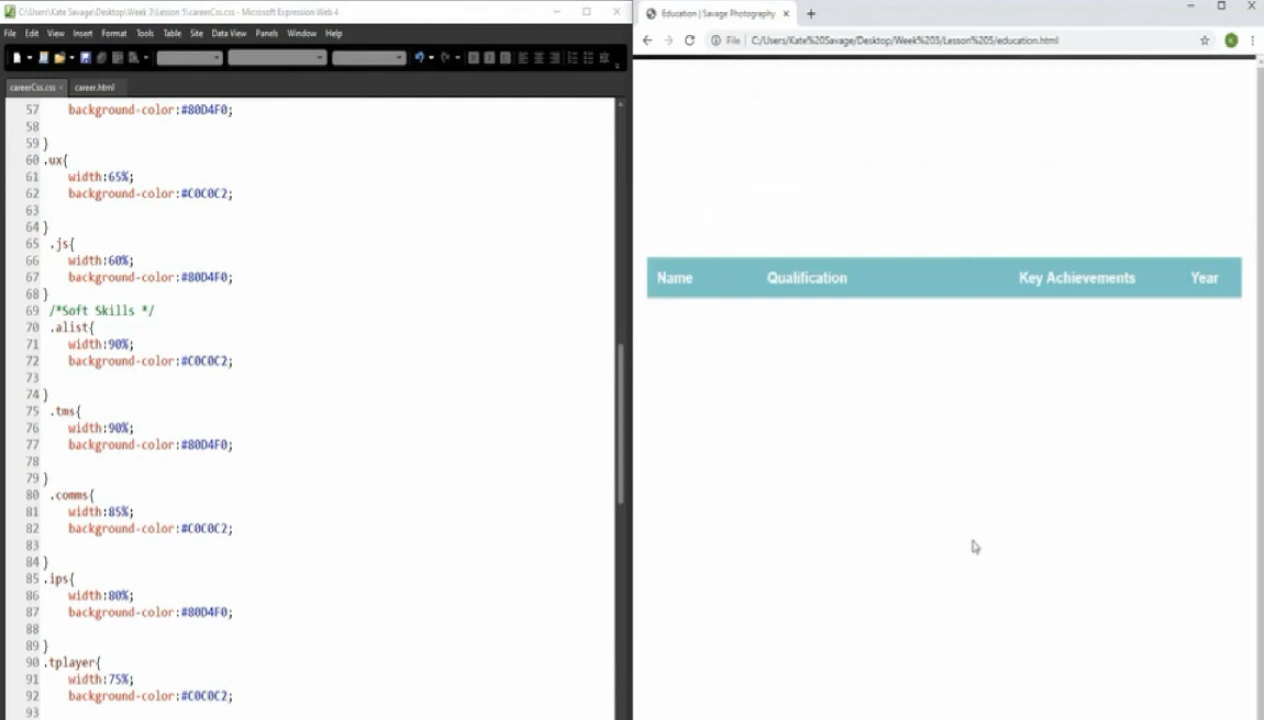 C:\Users\Kate Savage\Desktop\Week 3\Lesson 5\careerCss.css - Microsoft Expression Web 4
File Edit View Insert Format Tools Table Site Data View Panels Window Help
careerCss.css × career.html
57 background-color:#80D4F0;
58
59 }
60 .ux{
61 width:65%;
62 background-color:#C0C0C2;
63
64 }
65 .js{
66 width:60%;
67 background-color:#80D4F0;
68 }
69 /*Soft Skills */
70 .alist{
71 width:90%;
72 background-color:#C0C0C2;
73
74 }
75 .tms{
76 width:90%;
77 background-color:#80D4F0;
78
79 }
80 .comms{
81 width:85%;
82 background-color:#C0C0C2;
83
84 }
85 .ips{
86 width:80%;
87 background-color:#80D4F0;
88
89 }
90 .tplayer{
91 width:75%;
92 background-color:#C0C0C2;
93
Education | Savage Photography
File C:/Users/Kate%20Savage/Desktop/Week%203/Lesson%205/education.html
Name Qualification Key Achievements Year